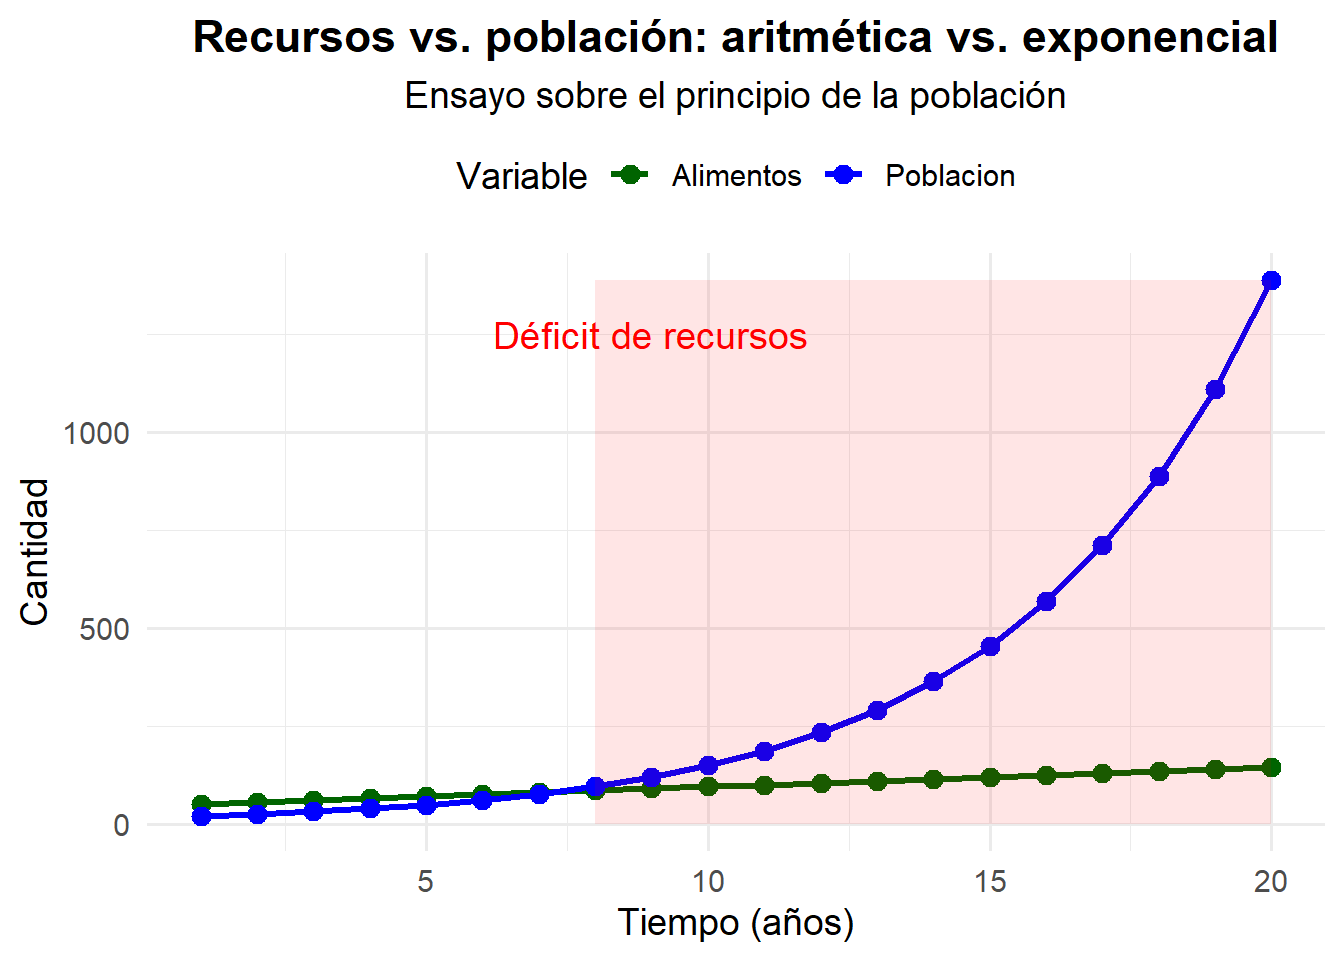 Recursos vs. población: aritmética vs. exponencial
Ensayo sobre el principio de la población
Variable Alimentos Poblacion
Déficit de recursos
1000
500
0
Cantidad
5 10 15 20
Tiempo (años)